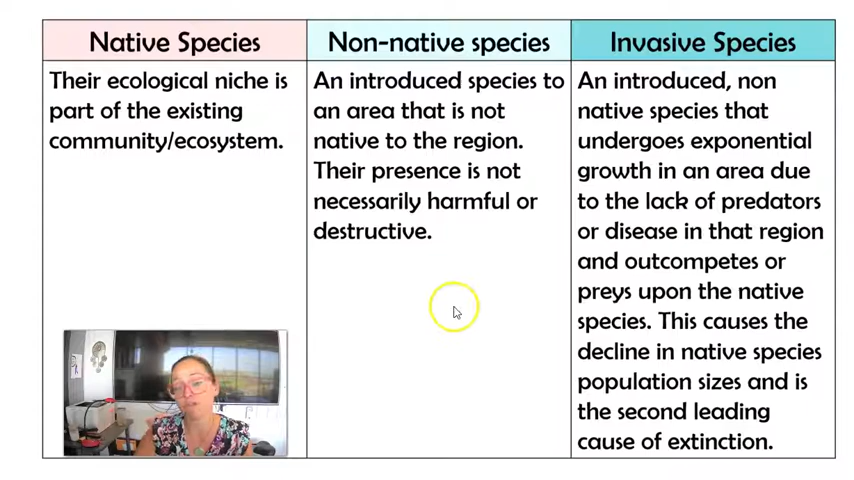 Native Species
Their ecological niche is
part of the existing
community/ecosystem.
Non-native species
An introduced species to
an area that is not
native to the region.
Their presence is not
necessarily harmful or
destructive.
Invasive Species
An introduced, non
native species that
undergoes exponential
growth in an area due
to the lack of predators
or disease in that region
and outcompetes or
preys upon the native
species. This causes the
decline in native species
population sizes and is
the second leading
cause of extinction.